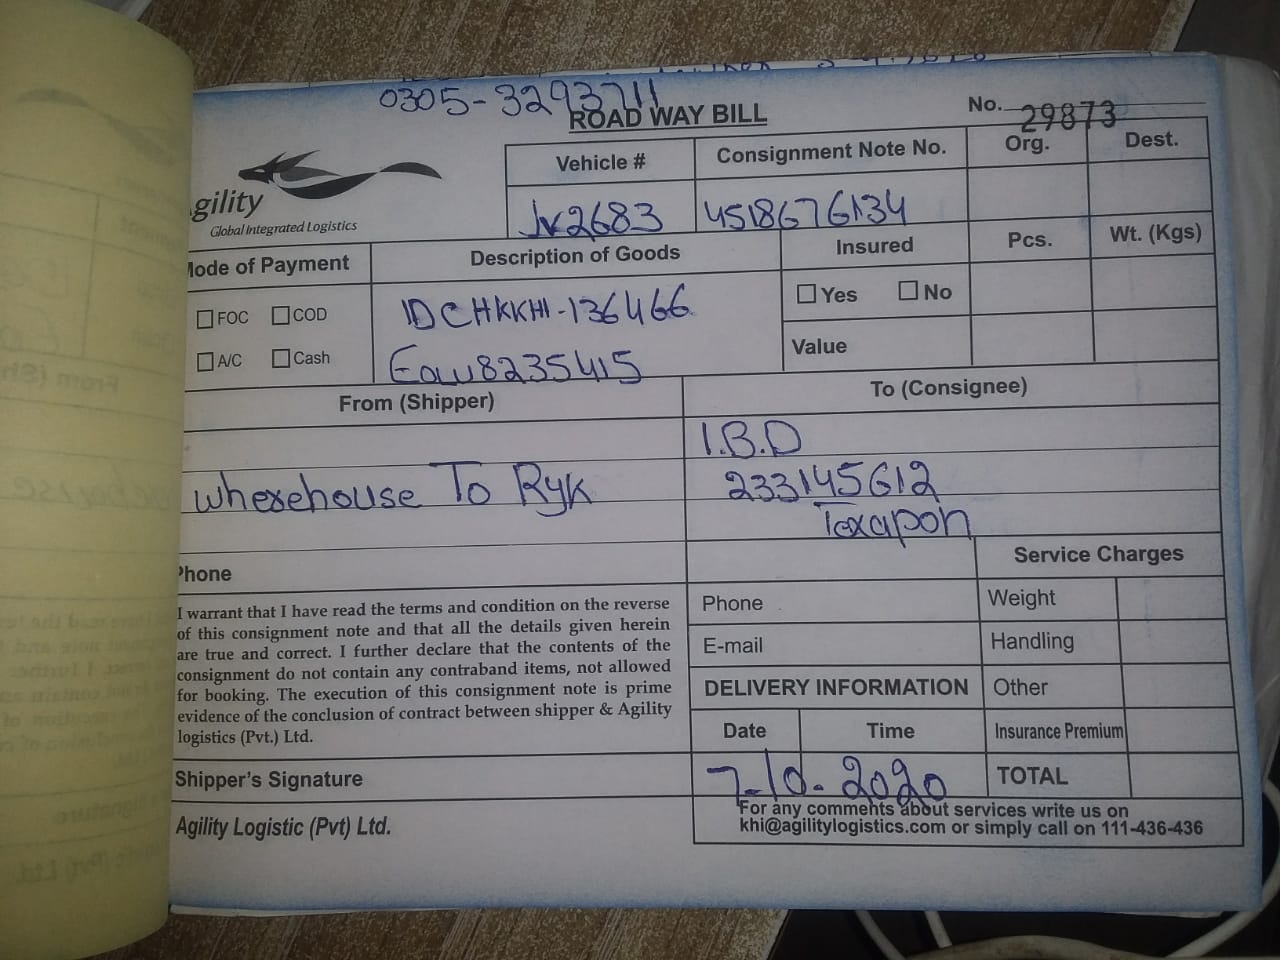 0305-3293711
ROAD WAY BILL
No. 29873
gility
Global Integrated Logistics
Vehicle #
Consignment Note No.
Org.
Dest.
Jv2683
4518676134
Mode of Payment
Description of Goods
Insured
Pcs.
Wt. (Kgs)
FOC COD
A/C Cash
IDCHKKHI-136466
Eau8235415
Yes No
Value
From (Shipper)
To (Consignee)
wherehouse To Ryk
I.B.D
233145612
Texapon
Phone
Service Charges
I warrant that I have read the terms and condition on the reverse
of this consignment note and that all the details given herein
are true and correct. I further declare that the contents of the
consignment do not contain any contraband items, not allowed
for booking. The execution of this consignment note is prime
evidence of the conclusion of contract between shipper & Agility
logistics (Pvt.) Ltd.
Phone
E-mail
DELIVERY INFORMATION
Date
Time
7-10-2020
Weight
Handling
Other
Insurance Premium
TOTAL
Shipper's Signature
Agility Logistic (Pvt) Ltd.
For any comments about services write us on
khi@agilitylogistics.com or simply call on 111-436-436